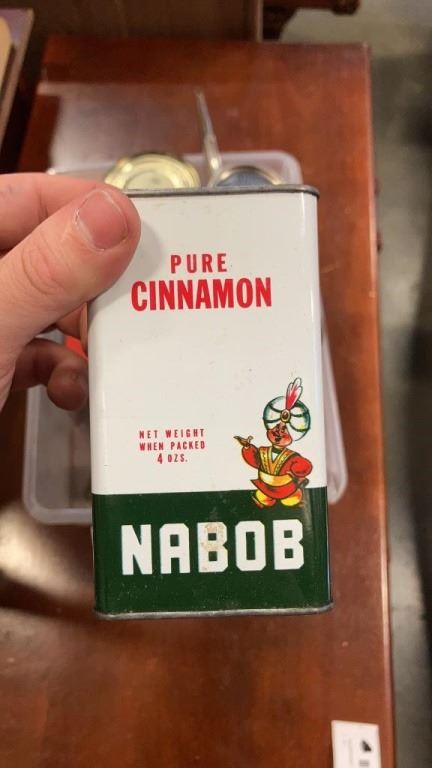 PURE
CINNAMON
NET WEIGHT
WHEN PACKED
4 OZS.
NABOB